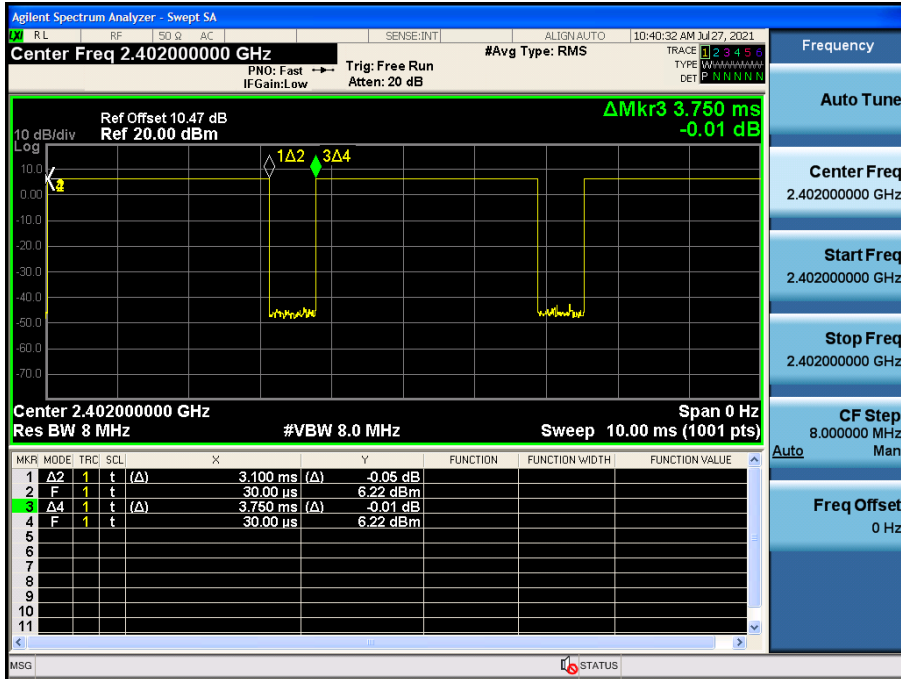 Agilent Spectrum Analyzer - Swept SA
LXI RL RF 50 Ω AC SENSE:INT ALIGN AUTO 10:40:32 AM Jul 27, 2021
Center Freq 2.402000000 GHz
PNO: Fast
IFGain:Low
Trig: Free Run
Atten: 20 dB
#Avg Type: RMS
TRACE 1 2 3 4 5 6
TYPE WWWWWW
DET P N N N N N
Ref Offset 10.47 dB
Ref 20.00 dBm
10 dB/div
Log
ΔMkr3 3.750 ms
-0.01 dB
1Δ2 3Δ4
10.0
0.00
-10.0
-20.0
-30.0
-40.0
-50.0
-60.0
-70.0
Center 2.402000000 GHz Span 0 Hz
Res BW 8 MHz #VBW 8.0 MHz Sweep 10.00 ms (1001 pts)
MKR MODE TRC SCL X Y FUNCTION FUNCTION WIDTH FUNCTION VALUE
1 Δ2 1 t (Δ) 3.100 ms (Δ) -0.05 dB
2 F 1 t 30.00 µs 6.22 dBm
3 Δ4 1 t (Δ) 3.750 ms (Δ) -0.01 dB
4 F 1 t 30.00 µs 6.22 dBm
5
6
7
8
9
10
11
MSG STATUS
Frequency
Auto Tune
Center Freq
2.402000000 GHz
Start Freq
2.402000000 GHz
Stop Freq
2.402000000 GHz
CF Step
8.000000 MHz
Auto Man
Freq Offset
0 Hz